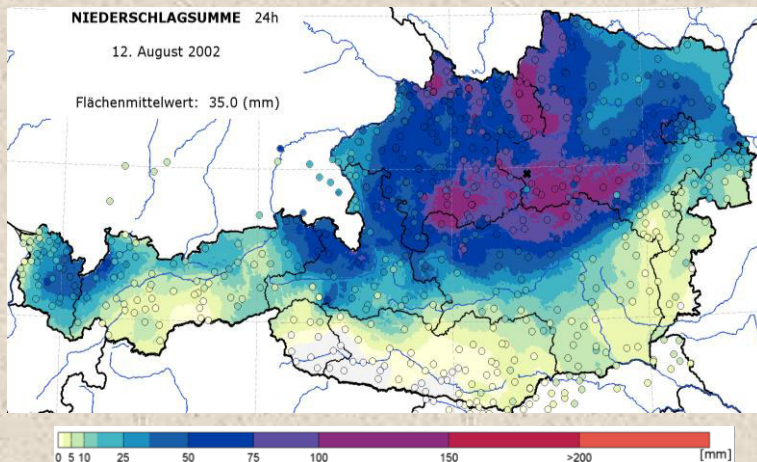 NIEDERSCHLAGSUMME 24h
12. August 2002
Flächenmittelwert: 35.0 (mm)
0 5 10 25 50 75 100 150 >200 [mm]